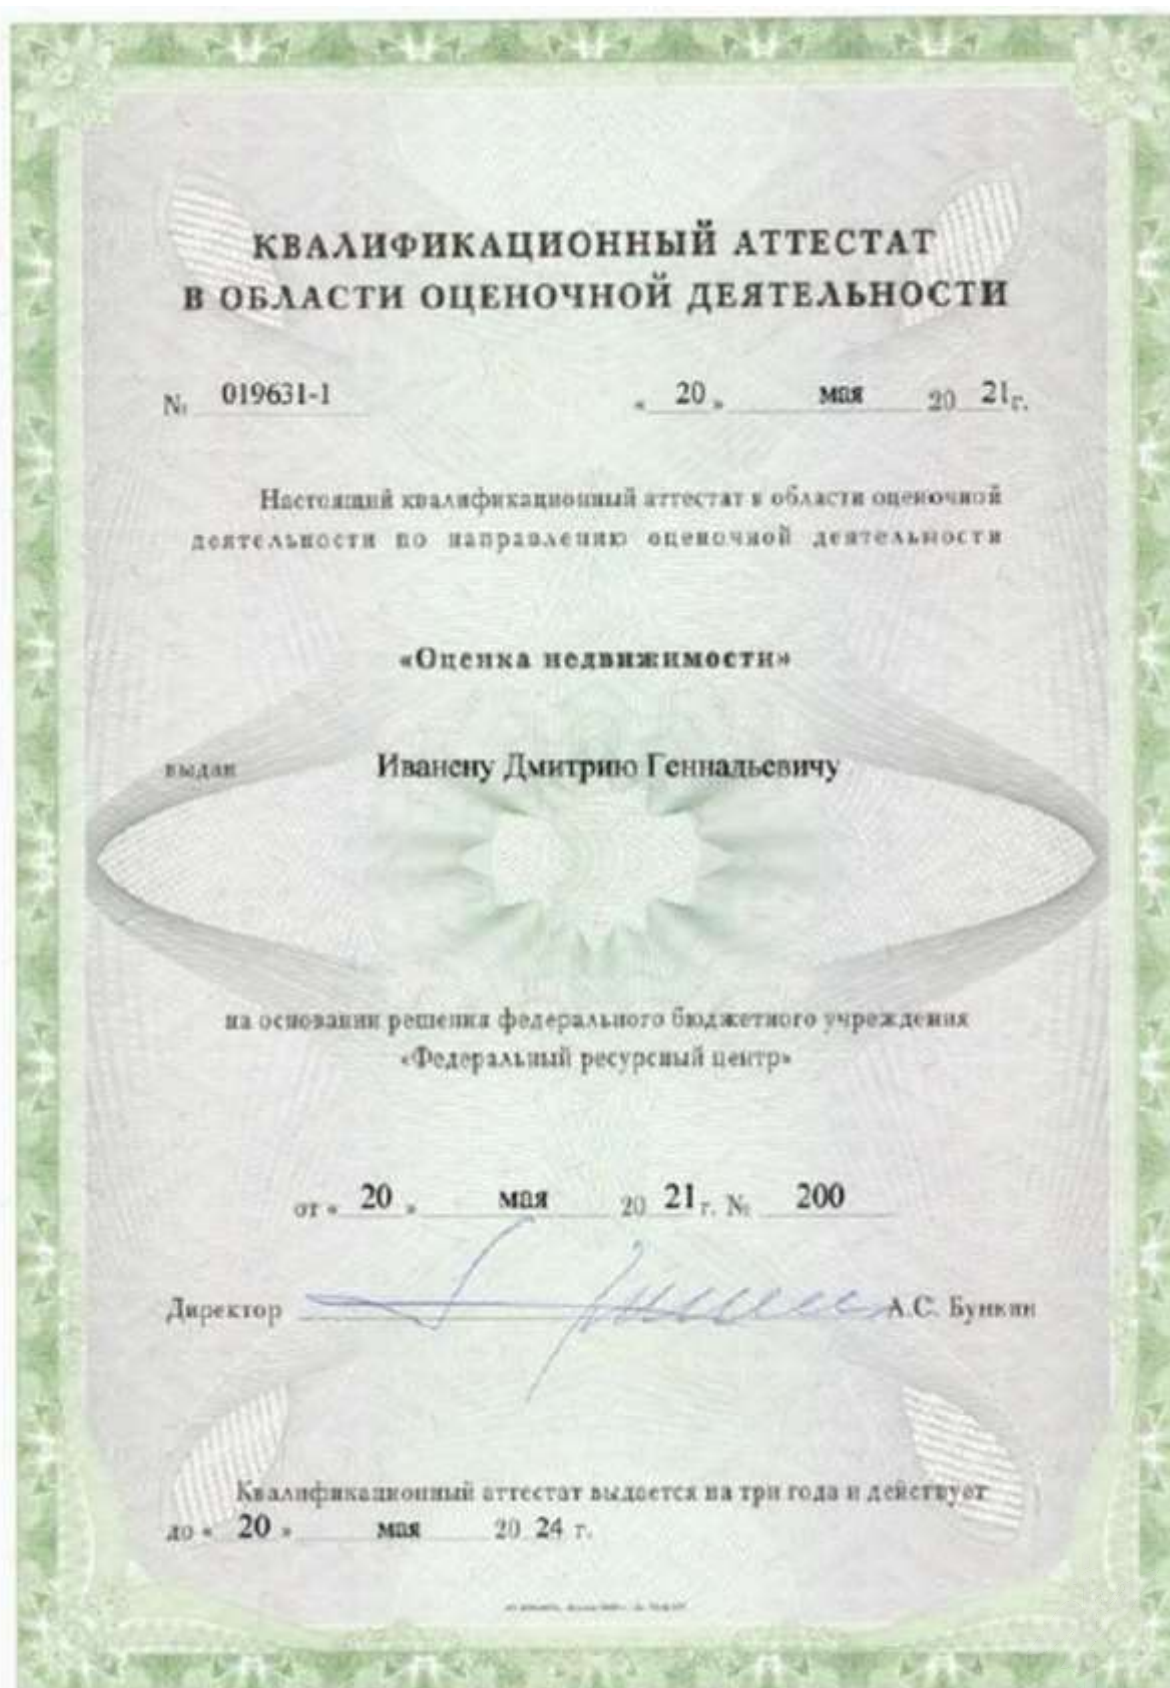 КВАЛИФИКАЦИОННЫЙ АТТЕСТАТ
В ОБЛАСТИ ОЦЕНОЧНОЙ ДЕЯТЕЛЬНОСТИ
№ 019631-1 « 20 » мая 20 21 г.
Настоящий квалификационный аттестат в области оценочной
деятельности по направлению оценочной деятельности
«Оценка недвижимости»
выдан Иванену Дмитрию Геннадьевичу
на основании решения федерального бюджетного учреждения
«Федеральный ресурсный центр»
от « 20 » мая 20 21 г. № 200
Директор А.С. Бункин
Квалификационный аттестат выдается на три года и действует
до « 20 » мая 20 24 г.